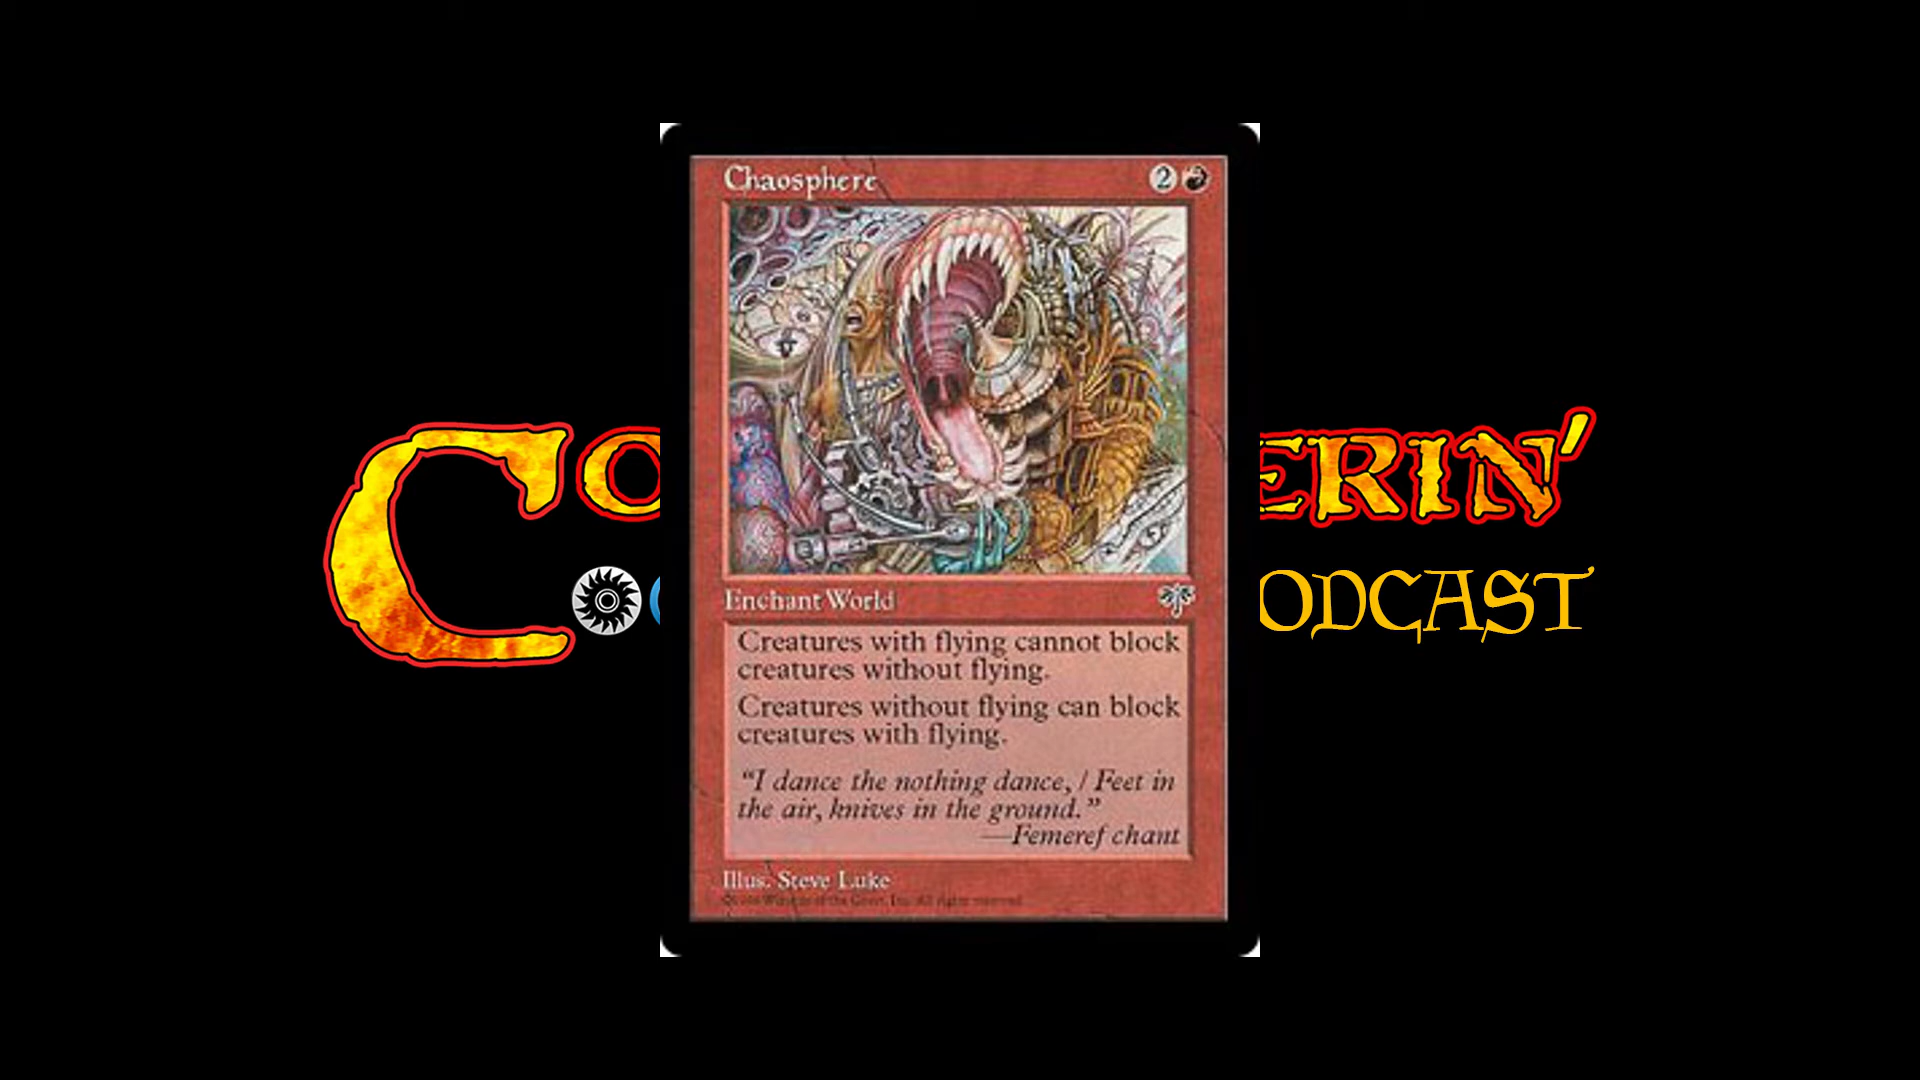 Chaosphere 2
Co ERIN'
ODCAST
Enchant World
Creatures with flying cannot block
creatures without flying.
Creatures without flying can block
creatures with flying.
“I dance the nothing dance, / Feet in
the air, knives in the ground.”
—Femeref chant
Illus. Steve Luke